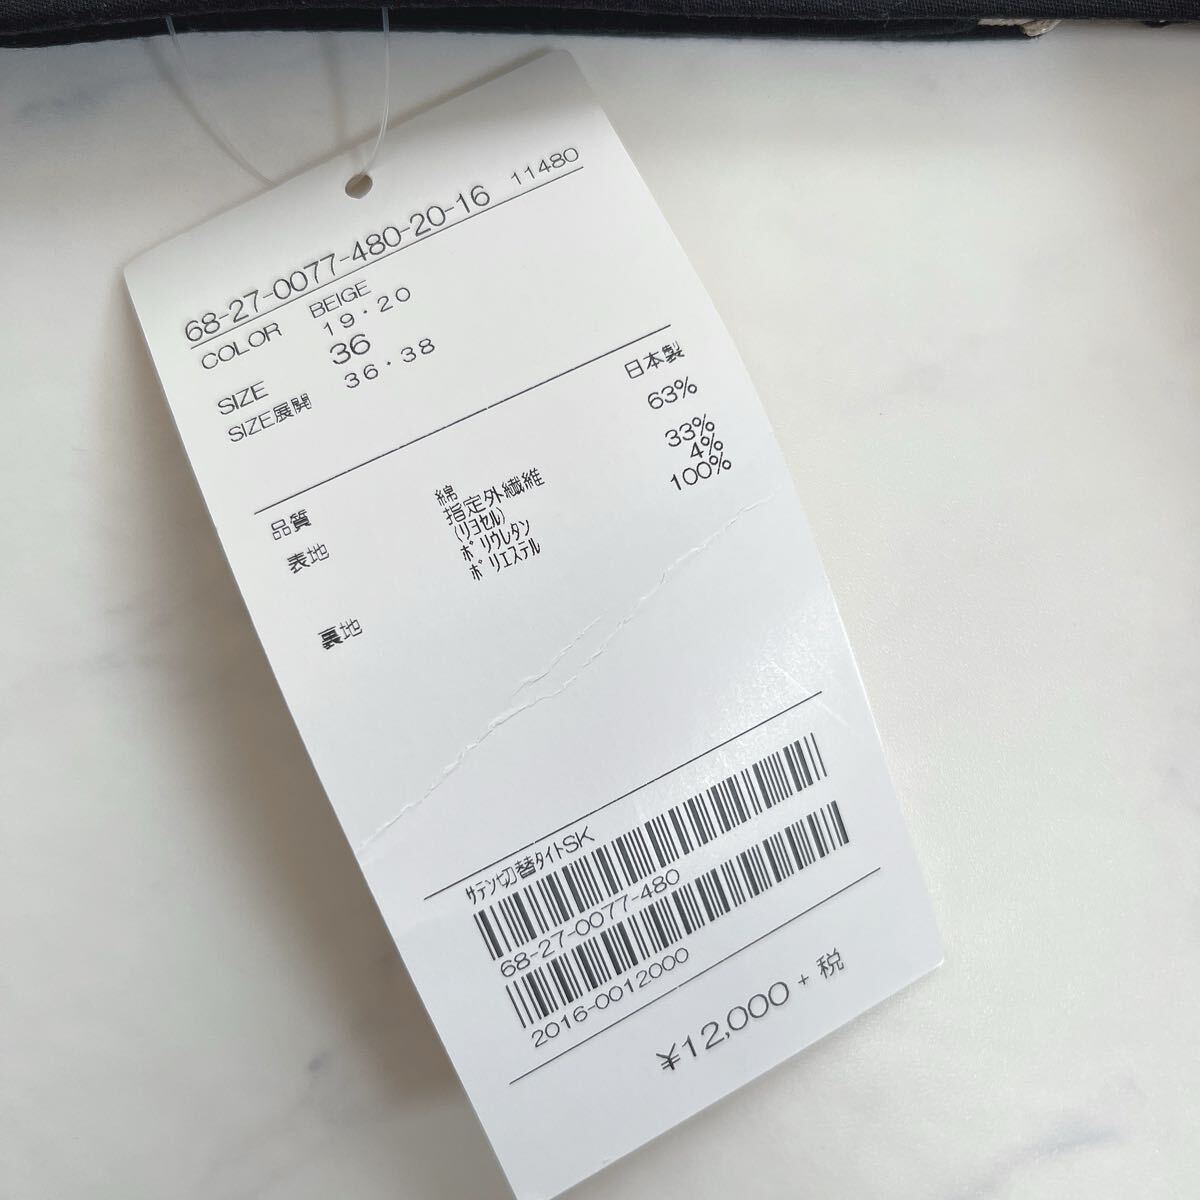 68-27-0077-480-20-16 11480
COLOR BEIGE
19・20
SIZE 36
SIZE展開 36・38
品質 日本製
表地 綿 63%
指定外繊維 33%
(リヨセル)
ポリウレタン 4%
裏地 ポリエステル 100%
サテン切替タイトSK
68-27-0077-480
2016-0012000
¥12,000 + 税